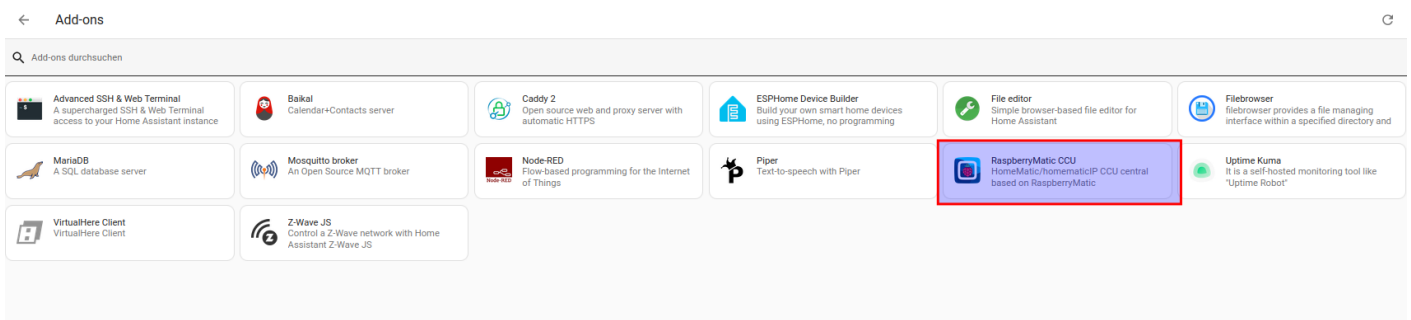 Add-ons
Add-ons durchsuchen
Advanced SSH & Web Terminal
A supercharged SSH & Web Terminal
access to your Home Assistant instance
Baikal
Calendar+Contacts server
Caddy 2
Open source web and proxy server with
automatic HTTPS
ESPHome Device Builder
Build your own smart home devices
using ESPHome, no programming
File editor
Simple browser-based file editor for
Home Assistant
Filebrowser
filebrowser provides a file managing
interface within a specified directory and
MariaDB
A SQL database server
Mosquitto broker
An Open Source MQTT broker
Node-RED
Node-RED
Flow-based programming for the Internet
of Things
Piper
Text-to-speech with Piper
RaspberryMatic CCU
HomeMatic/homematicIP CCU central
based on RaspberryMatic
Uptime Kuma
It is a self-hosted monitoring tool like
"Uptime Robot"
VirtualHere Client
VirtualHere Client
Z-Wave JS
Control a Z-Wave network with Home
Assistant Z-Wave JS